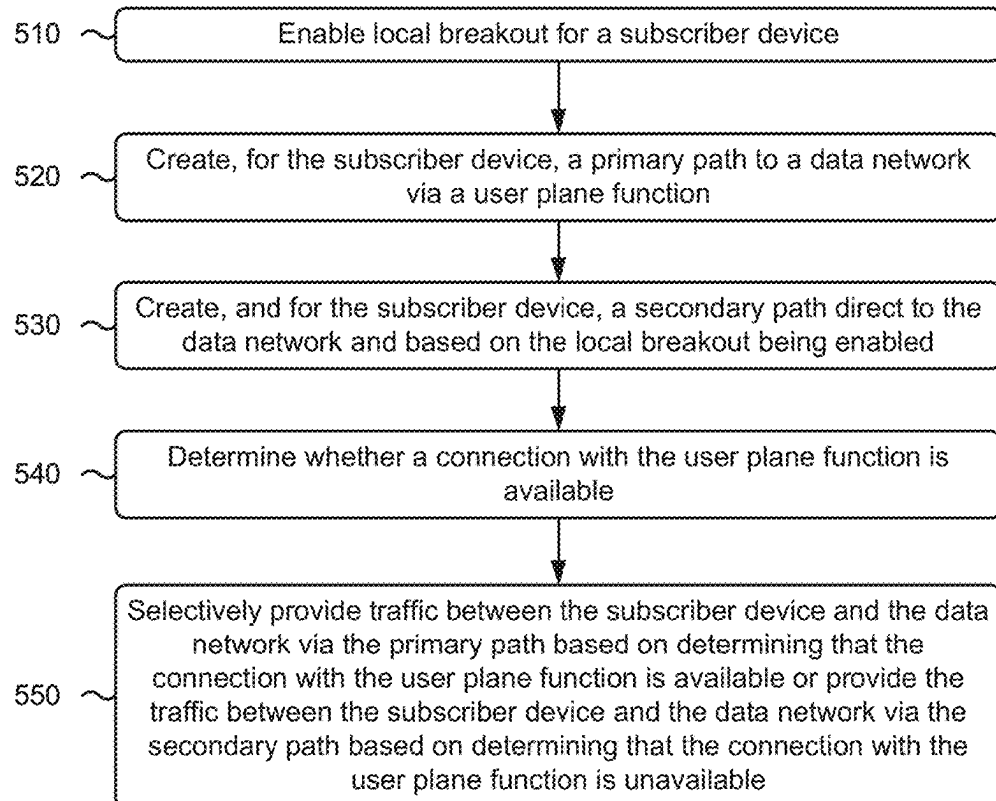 510 Enable local breakout for a subscriber device
520 Create, for the subscriber device, a primary path to a data network
via a user plane function
530 Create, and for the subscriber device, a secondary path direct to the
data network and based on the local breakout being enabled
540 Determine whether a connection with the user plane function is
available
Selectively provide traffic between the subscriber device and the data
network via the primary path based on determining that the
connection with the user plane function is available or provide the
550 traffic between the subscriber device and the data network via the
secondary path based on determining that the connection with the
user plane function is unavailable